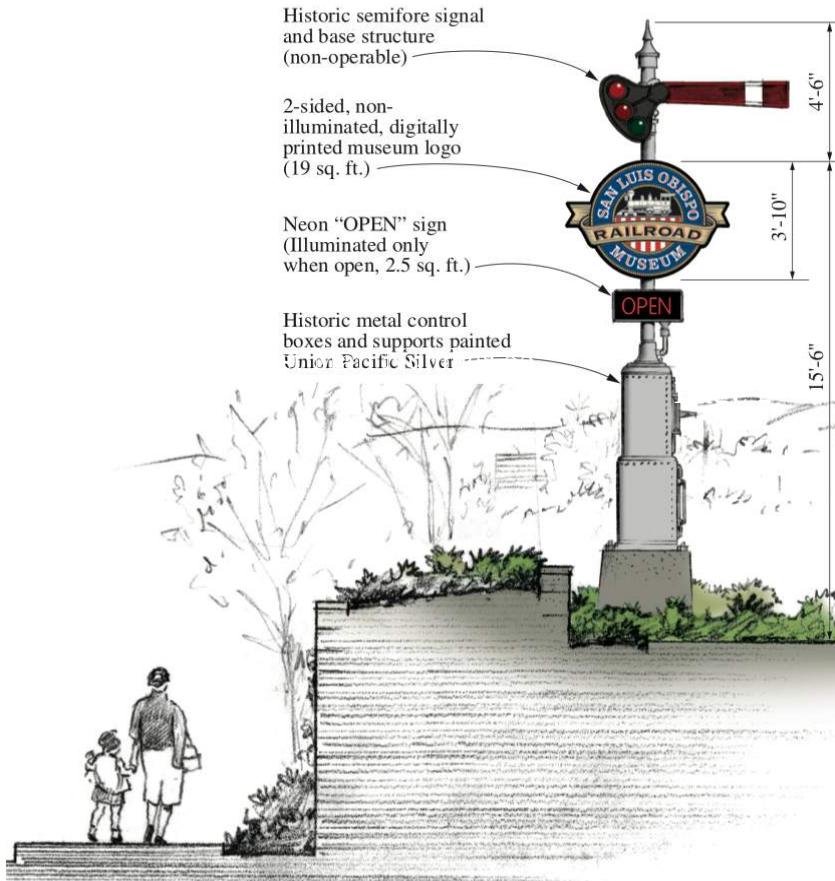 Historic semifore signal
and base structure
(non-operable)
4'-6"
2-sided, non-
illuminated, digitally
printed museum logo
(19 sq. ft.)
SAN LUIS OBISPO
RAILROAD
MUSEUM
3'-10"
Neon “OPEN” sign
(Illuminated only
when open, 2.5 sq. ft.)
OPEN
Historic metal control
boxes and supports painted
Union Pacific Silver
15'-6"